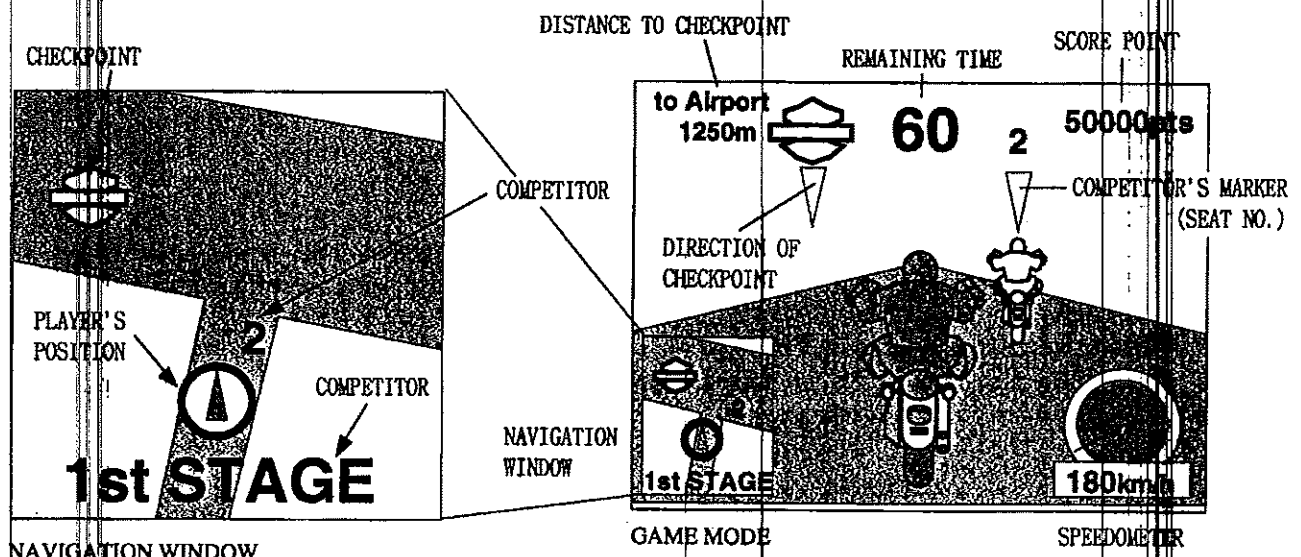 DISTANCE TO CHECKPOINT
CHECKPOINT
REMAINING TIME
SCORE POINT
to Airport
1250m
60
2
50000pts
COMPETITOR
COMPETITOR'S MARKER
(SEAT NO.)
DIRECTION OF
CHECKPOINT
PLAYER'S
POSITION
2
COMPETITOR
1st STAGE
NAVIGATION
WINDOW
2
1st STAGE
180km/h
NAVIGATION WINDOW
GAME MODE
SPEEDOMETER